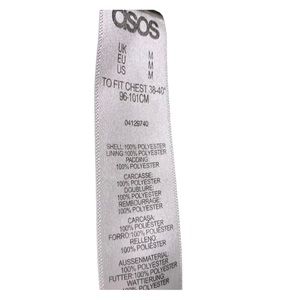 asos
UK M
EU M
US M
TO FIT CHEST 38-40"
96-101CM
04129740
SHELL:100% POLYESTER
LINING:100% POLYESTER
PADDING
100% POLYESTER
CARCASSE:
100% POLYESTER
DOUBLURE:
100% POLYESTER
REMBOURRAGE:
100% POLYESTER
CARCASA:
100% POLIÉSTER
FORRO:100% POLIÉSTER
RELLENO
100% POLIÉSTER
AUSSENMATERIAL
100% POLYESTER
FUTTER:100% POLYESTER
WATTIERUNG
100% POLYESTER